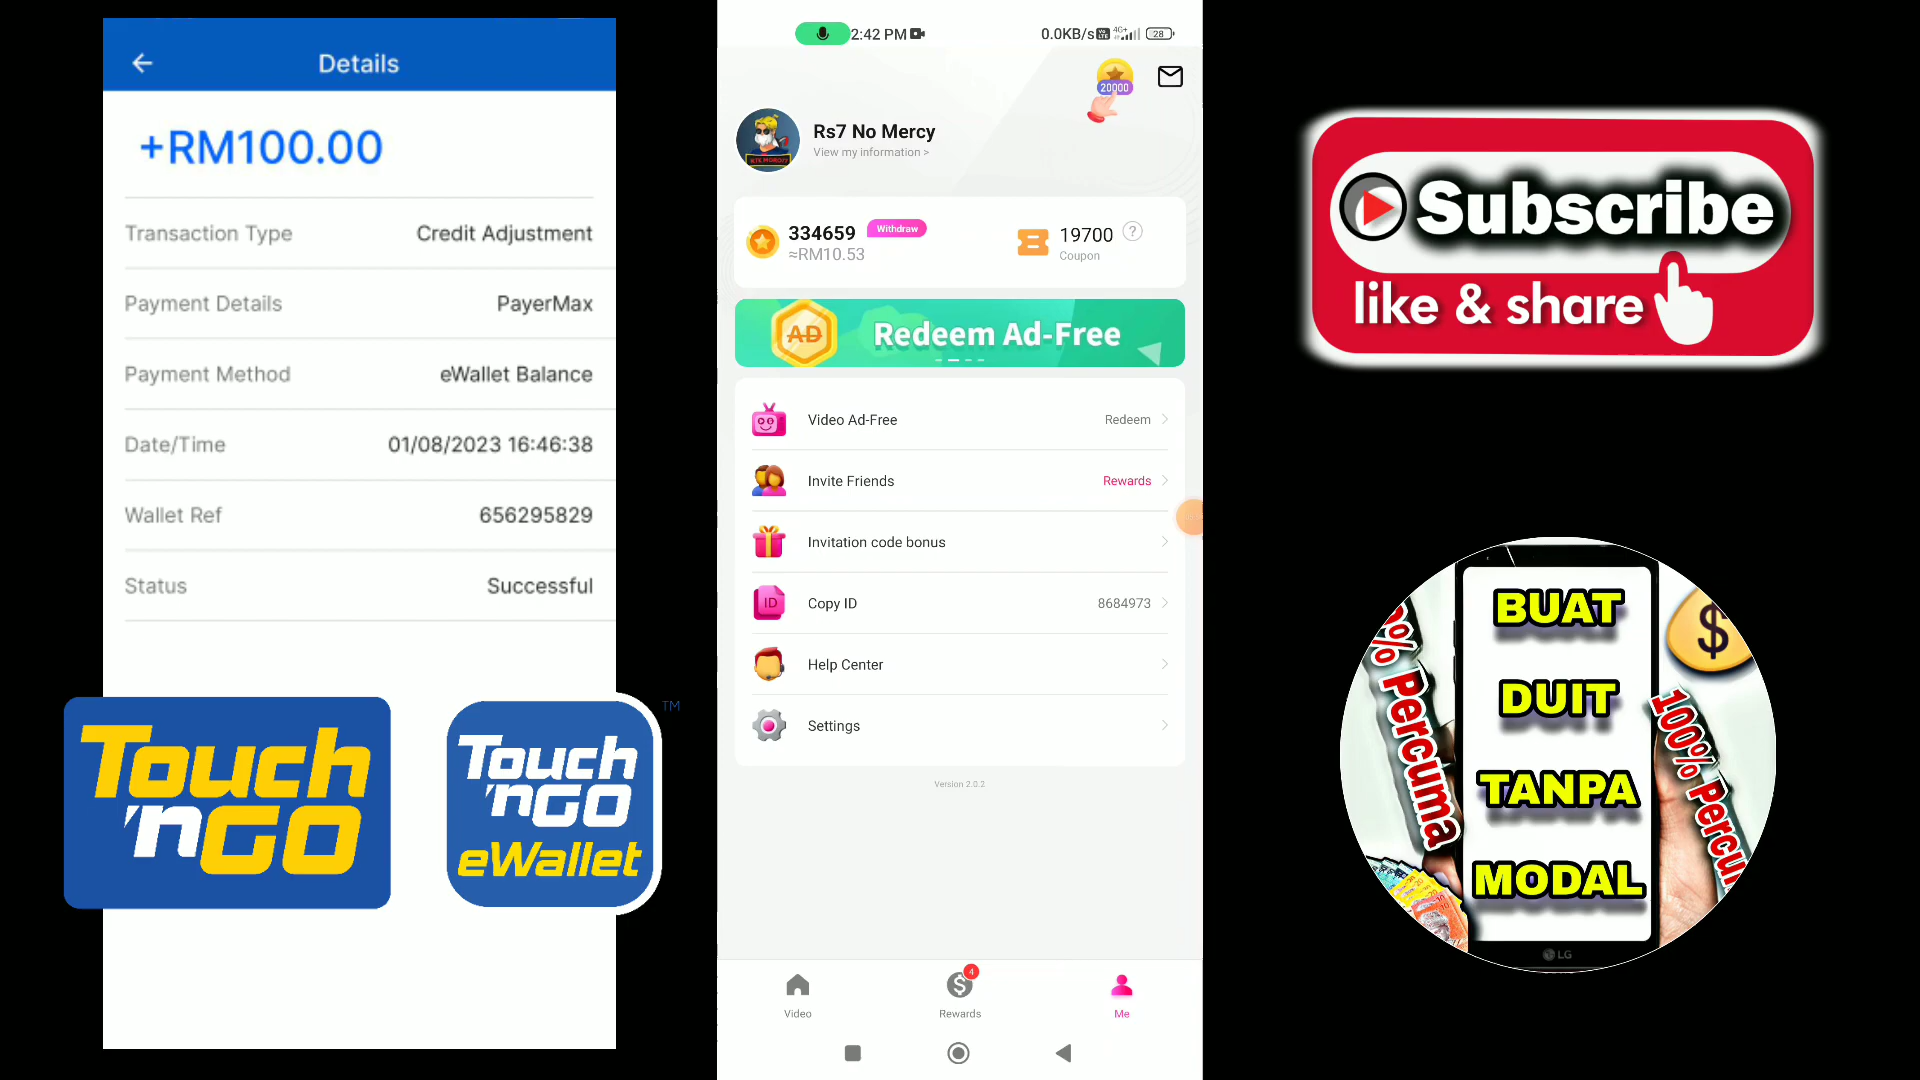 Details
+RM100.00
Transaction Type Credit Adjustment
Payment Details PayerMax
Payment Method eWallet Balance
Date/Time 01/08/2023 16:46:38
Wallet Ref 656295829
Status Successful
Touch
'nGO
TM
Touch
'nGO
eWallet
2:42 PM
0.0KB/s
4G+
28
20000
Rs7 No Mercy
View my information >
334659 Withdraw
≈RM10.53
19700 ?
Coupon
AD Redeem Ad-Free
Video Ad-Free Redeem
Invite Friends Rewards
Invitation code bonus
ID Copy ID 8684973
Help Center
Settings
Version 2.0.2
4
Video Rewards Me
Subscribe
like & share
BUAT
DUIT
TANPA
MODAL
% Percuma
100% Percu
$
LG